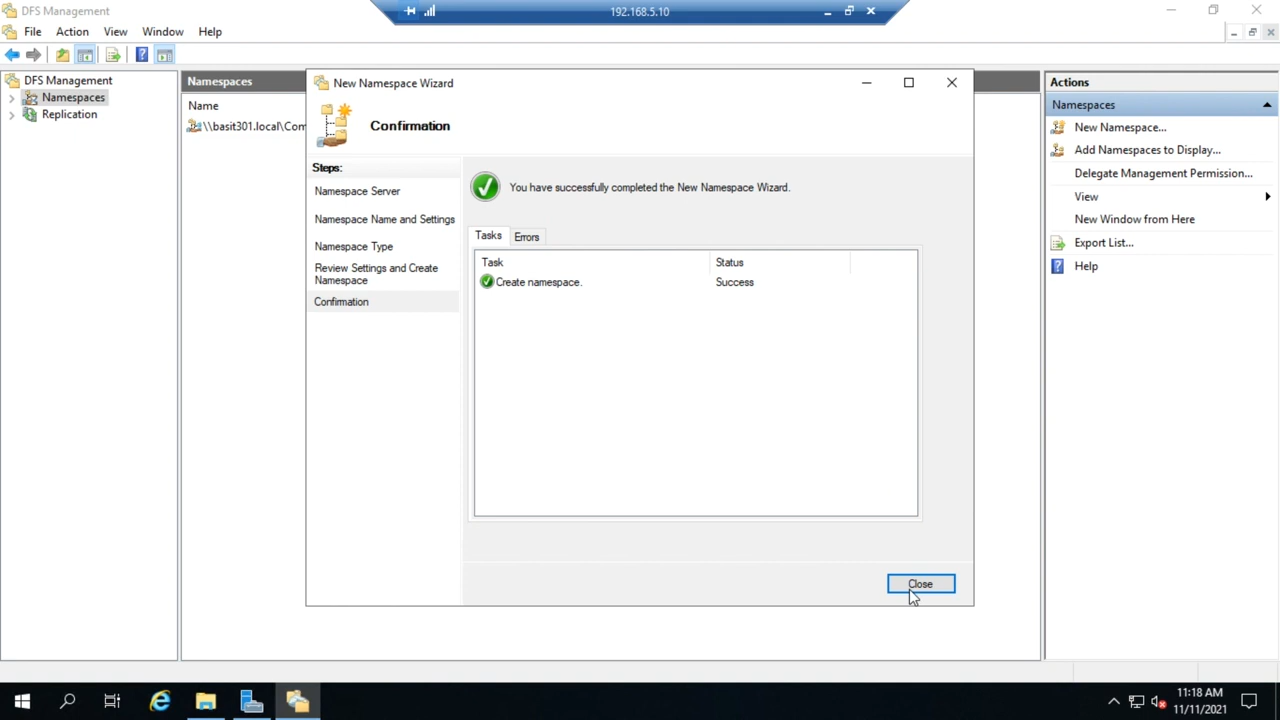 DFS Management
192.168.5.10
File Action View Window Help
DFS Management
Namespaces
Replication
Namespaces
Name
\\basit301.local\Com
New Namespace Wizard
Confirmation
Steps:
Namespace Server
Namespace Name and Settings
Namespace Type
Review Settings and Create
Namespace
Confirmation
You have successfully completed the New Namespace Wizard.
Tasks Errors
Task Status
Create namespace. Success
Close
Actions
Namespaces
New Namespace...
Add Namespaces to Display...
Delegate Management Permission...
View
New Window from Here
Export List...
Help
11:18 AM
11/11/2021